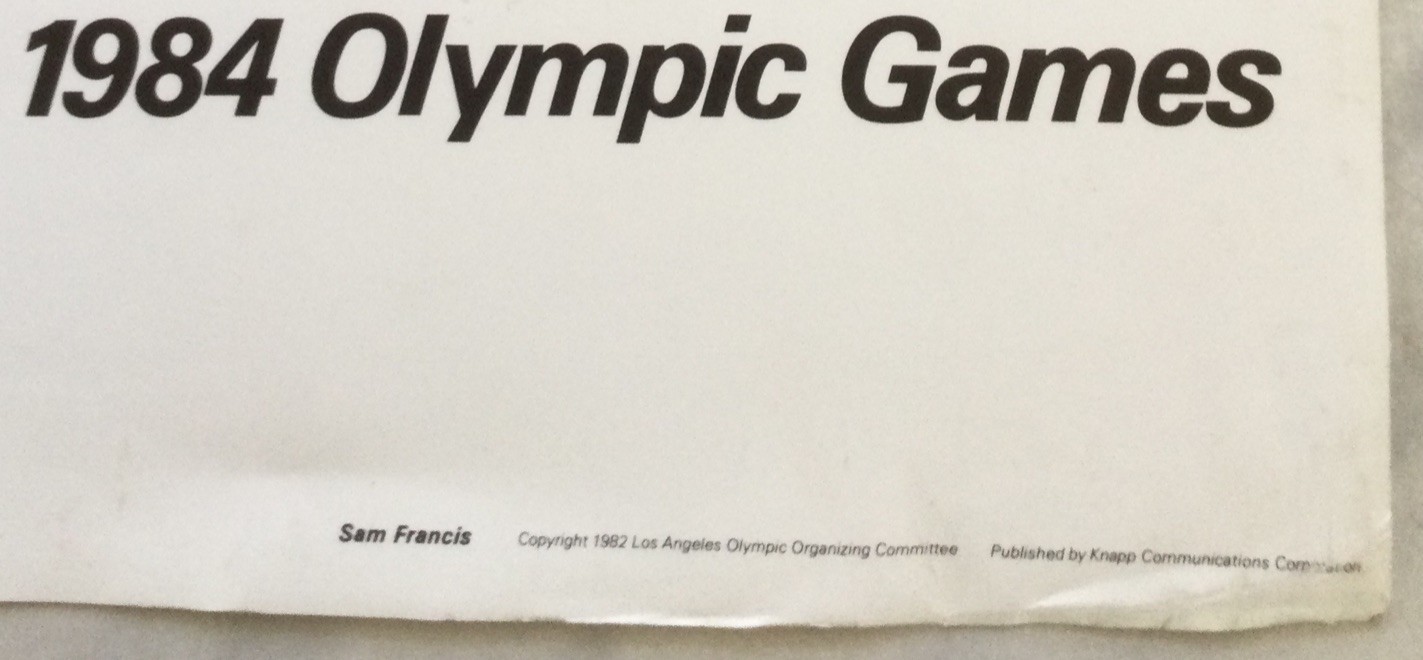 1984 Olympic Games
Sam Francis Copyright 1982 Los Angeles Olympic Organizing Committee Published by Knapp Communications